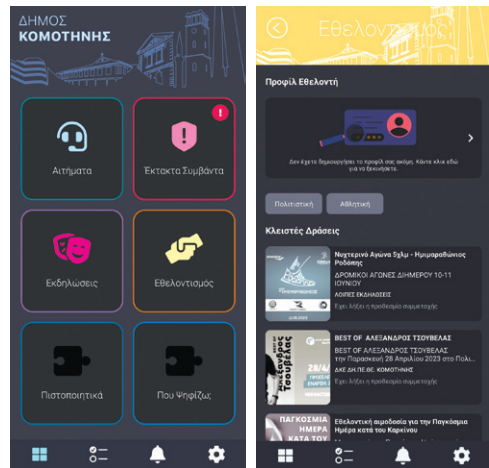 ΔΗΜΟΣ
ΚΟΜΟΤΗΝΗΣ
Αιτήματα
!
Έκτακτα Συμβάντα
Εκδηλώσεις
Εθελοντισμός
Πιστοποιητικά
Που Ψηφίζω;
Εθελοντισμός
Προφίλ Εθελοντή
Δεν έχετε δημιουργήσει το προφίλ σας ακόμη. Κάντε κλικ εδώ
για να ξεκινήσετε.
Πολιτιστική
Αθλητική
Κλειστές Δράσεις
Νυχτερινό Αγώνα 5χλμ - Ημιμαραθώνιος
Ροδόπης
ΔΡΟΜΙΚΟΙ ΑΓΩΝΕΣ ΔΙΗΜΕΡΟΥ 10-11
ΙΟΥΝΙΟΥ
ΛΟΙΠΕΣ ΕΚΔΗΛΩΣΕΙΣ
Έχει λήξει η προθεσμία συμμετοχής
BEST OF
Αλέξανδρος
Τσουβέλας
28/4
BEST OF ΑΛΕΞΑΝΔΡΟΣ ΤΣΟΥΒΕΛΑΣ
BEST OF ΑΛΕΞΑΝΔΡΟΣ ΤΣΟΥΒΕΛΑΣ
την Παρασκευή 28 Απριλίου 2023 στο Πολι...
ΔΚΕ ΔΗ.ΠΕ.ΘΕ. ΚΟΜΟΤΗΝΗΣ
Έχει λήξει η προθεσμία συμμετοχής
ΠΑΓΚΟΣΜΙΑ
ΗΜΕΡΑ
ΚΑΤΑ ΤΟΥ
Εθελοντική αιμοδοσία για την Παγκόσμια
Ημέρα κατά του Καρκίνου